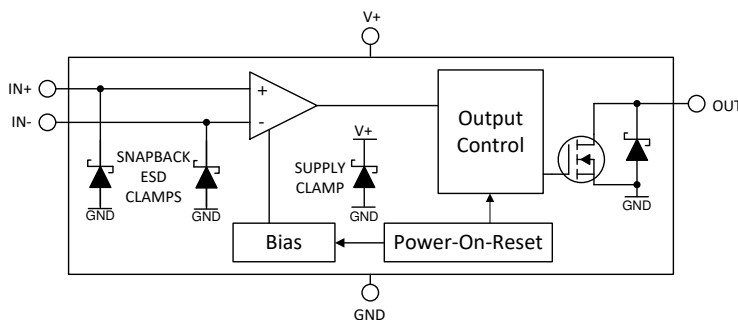 V+
IN+
IN-
+
-
Output
Control
OUT
V+
SNAPBACK
ESD
CLAMPS
SUPPLY
CLAMP
GND
GND
GND
GND
Bias
Power-On-Reset
GND